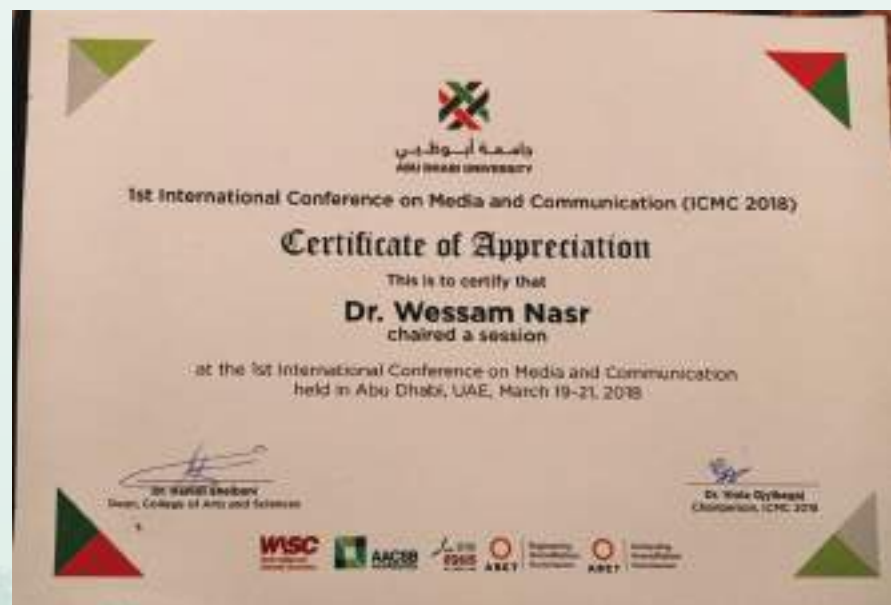 جامعة أبوظبي
ABU DHABI UNIVERSITY
1st International Conference on Media and Communication (ICMC 2018)
Certificate of Appreciation
This is to certify that
Dr. Wessam Nasr
chaired a session
at the 1st International Conference on Media and Communication
held in Abu Dhabi, UAE, March 19-21, 2018
Dr.
Dean, College of Arts and Sciences
Dr.
Chairperson, ICMC 2018
WASC
AACSB
ABET
ABET